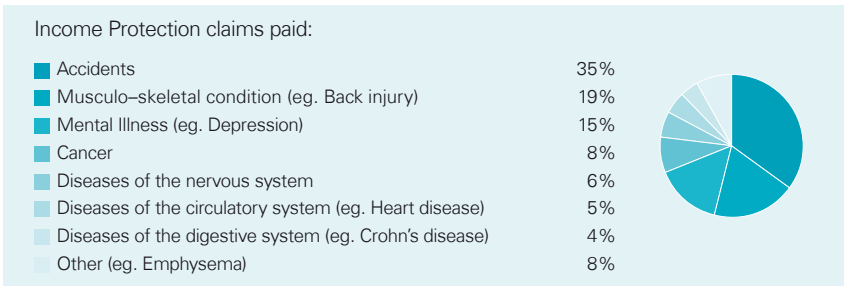 Income Protection claims paid:
Accidents 35%
Musculo–skeletal condition (eg. Back injury) 19%
Mental Illness (eg. Depression) 15%
Cancer 8%
Diseases of the nervous system 6%
Diseases of the circulatory system (eg. Heart disease) 5%
Diseases of the digestive system (eg. Crohn's disease) 4%
Other (eg. Emphysema) 8%